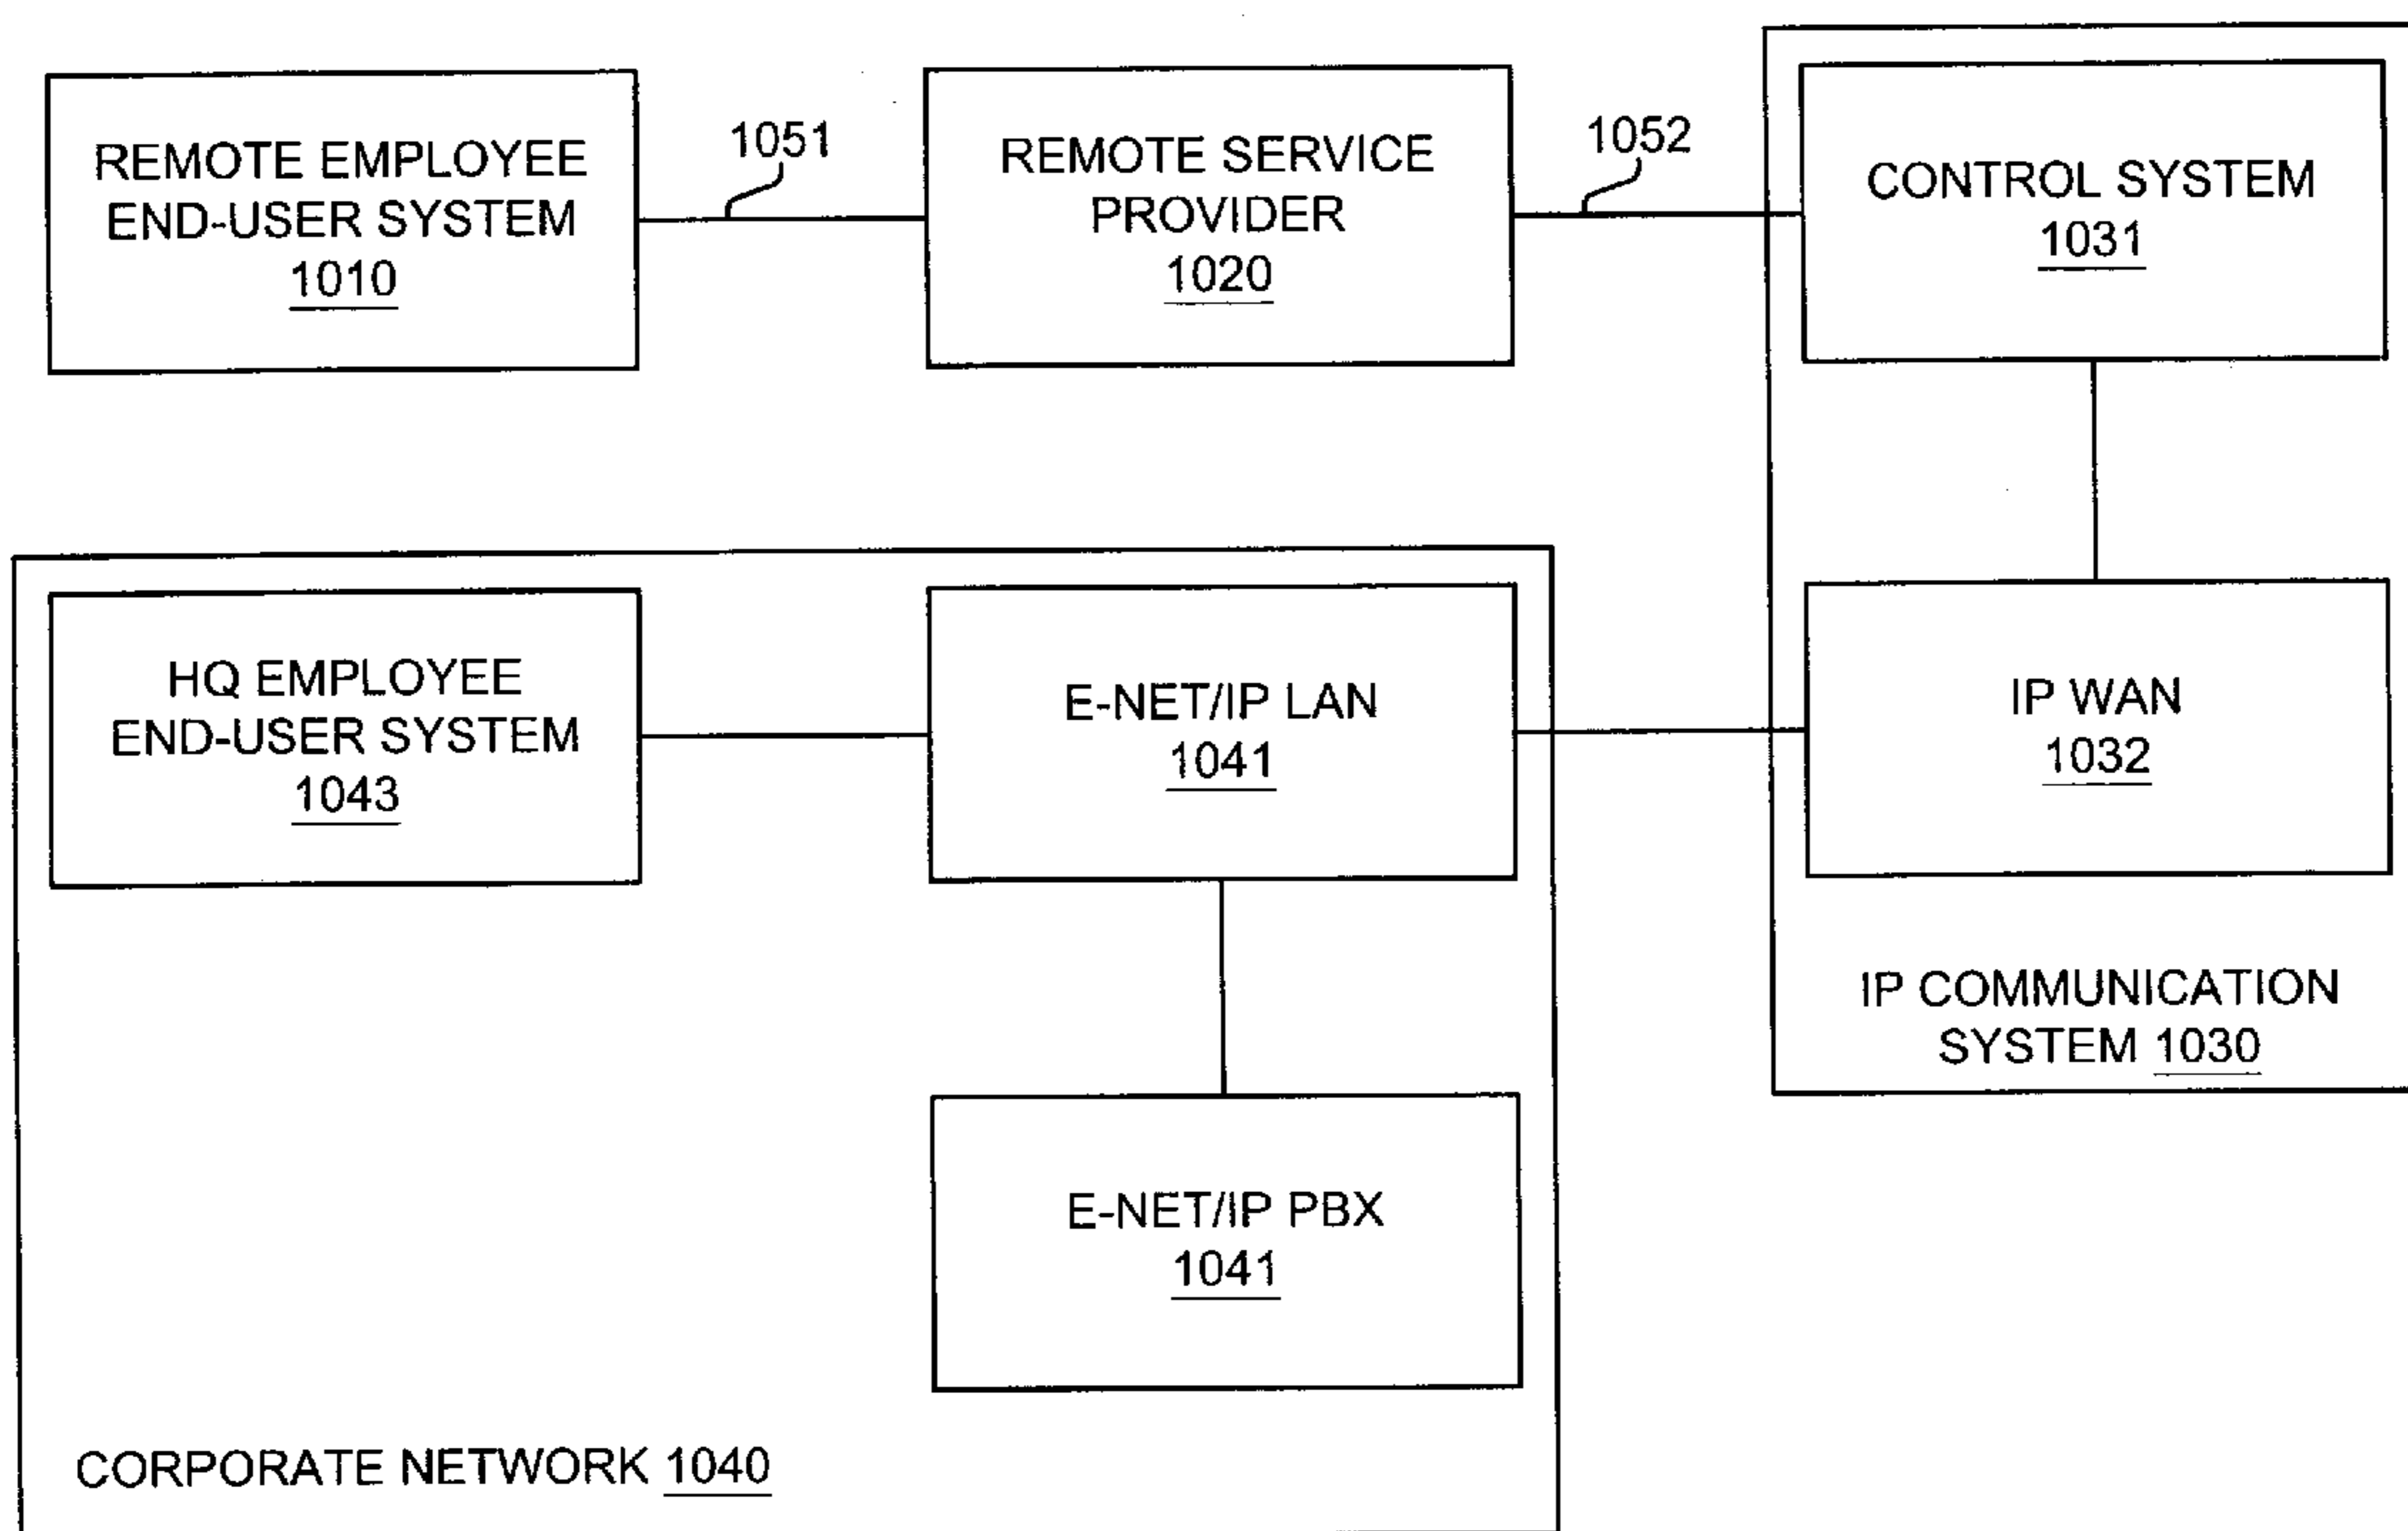 REMOTE EMPLOYEE
END-USER SYSTEM
1010
1051
REMOTE SERVICE
PROVIDER
1020
1052
CONTROL SYSTEM
1031
HQ EMPLOYEE
END-USER SYSTEM
1043
E-NET/IP LAN
1041
IP WAN
1032
IP COMMUNICATION
SYSTEM 1030
E-NET/IP PBX
1041
CORPORATE NETWORK 1040